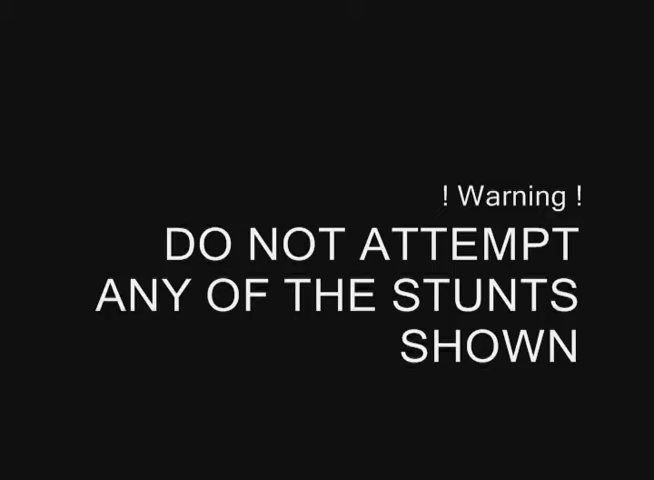 ! Warning !
DO NOT ATTEMPT
ANY OF THE STUNTS
SHOWN